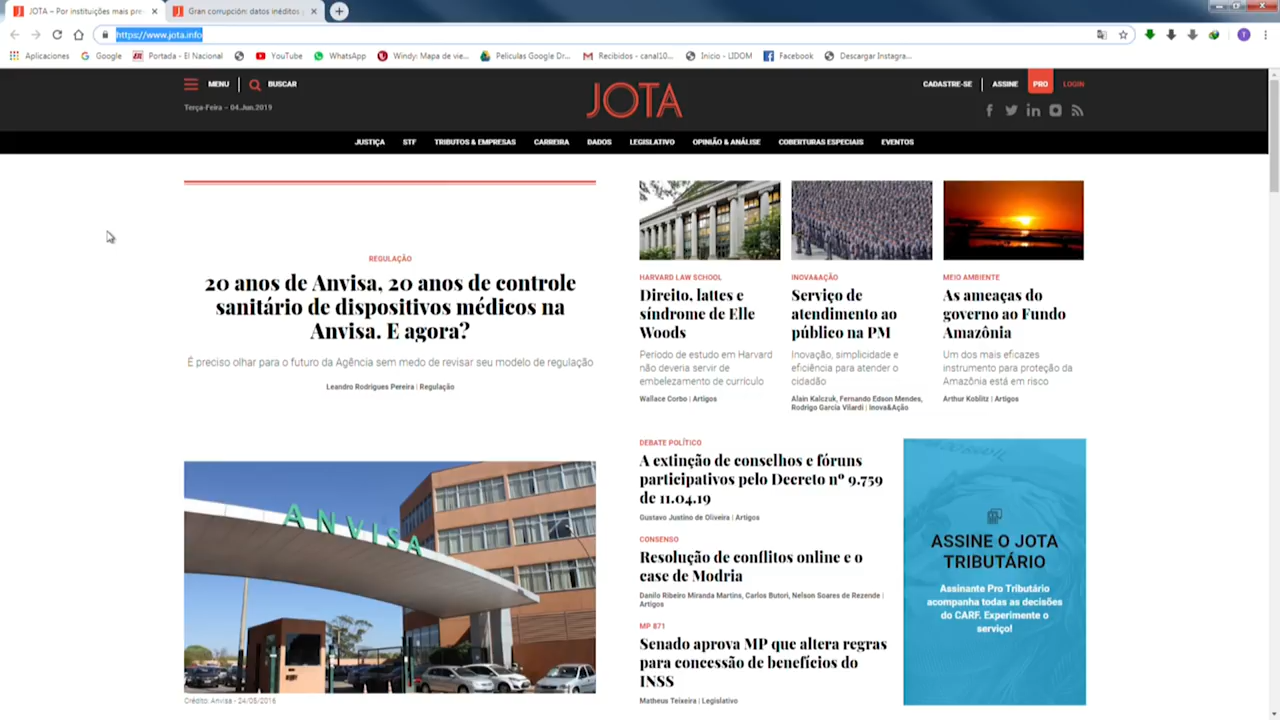 JOTA – Por instituições mais pre
Gran corrupción: datos inéditos
https://www.jota.info
T
Aplicaciones
Google
Portada - El Nacional
YouTube
WhatsApp
Windy: Mapa de vie...
Peliculas Google Dr...
Recibidos - canal10...
Inicio - LIDOM
Facebook
Descargar Instagra...
MENU
BUSCAR
Terça-Feira – 04.Jun.2019
JOTA
CADASTRE-SE
ASSINE
PRO
LOGIN
JUSTIÇA
STF
TRIBUTOS & EMPRESAS
CARREIRA
DADOS
LEGISLATIVO
OPINIÃO & ANÁLISE
COBERTURAS ESPECIAIS
EVENTOS
REGULAÇÃO
20 anos de Anvisa, 20 anos de controle
sanitário de dispositivos médicos na
Anvisa. E agora?
É preciso olhar para o futuro da Agência sem medo de revisar seu modelo de regulação
Leandro Rodrigues Pereira | Regulação
ANVISA
Crédito: Anvisa - 24/05/2016
HARVARD LAW SCHOOL
Direito, lattes e
síndrome de Elle
Woods
Período de estudo em Harvard
não deveria servir de
embelezamento de currículo
Wallace Corbo | Artigos
INOVA&AÇÃO
Serviço de
atendimento ao
público na PM
Inovação, simplicidade e
eficiência para atender o
cidadão
Alain Kalczuk, Fernando Edson Mendes,
Rodrigo Garcia Vilardi | Inova&Ação
MEIO AMBIENTE
As ameaças do
governo ao Fundo
Amazônia
Um dos mais eficazes
instrumento para proteção da
Amazônia está em risco
Arthur Koblitz | Artigos
DEBATE POLÍTICO
A extinção de conselhos e fóruns
participativos pelo Decreto nº 9.759
de 11.04.19
Gustavo Justino de Oliveira | Artigos
CONSENSO
Resolução de conflitos online e o
case de Modria
Danilo Ribeiro Miranda Martins, Carlos Butori, Nelson Soares de Rezende |
Artigos
MP 871
Senado aprova MP que altera regras
para concessão de benefícios do
INSS
Matheus Teixeira | Legislativo
ASSINE O JOTA
TRIBUTÁRIO
Assinante Pro Tributário
acompanha todas as decisões
do CARF. Experimente o
serviço!